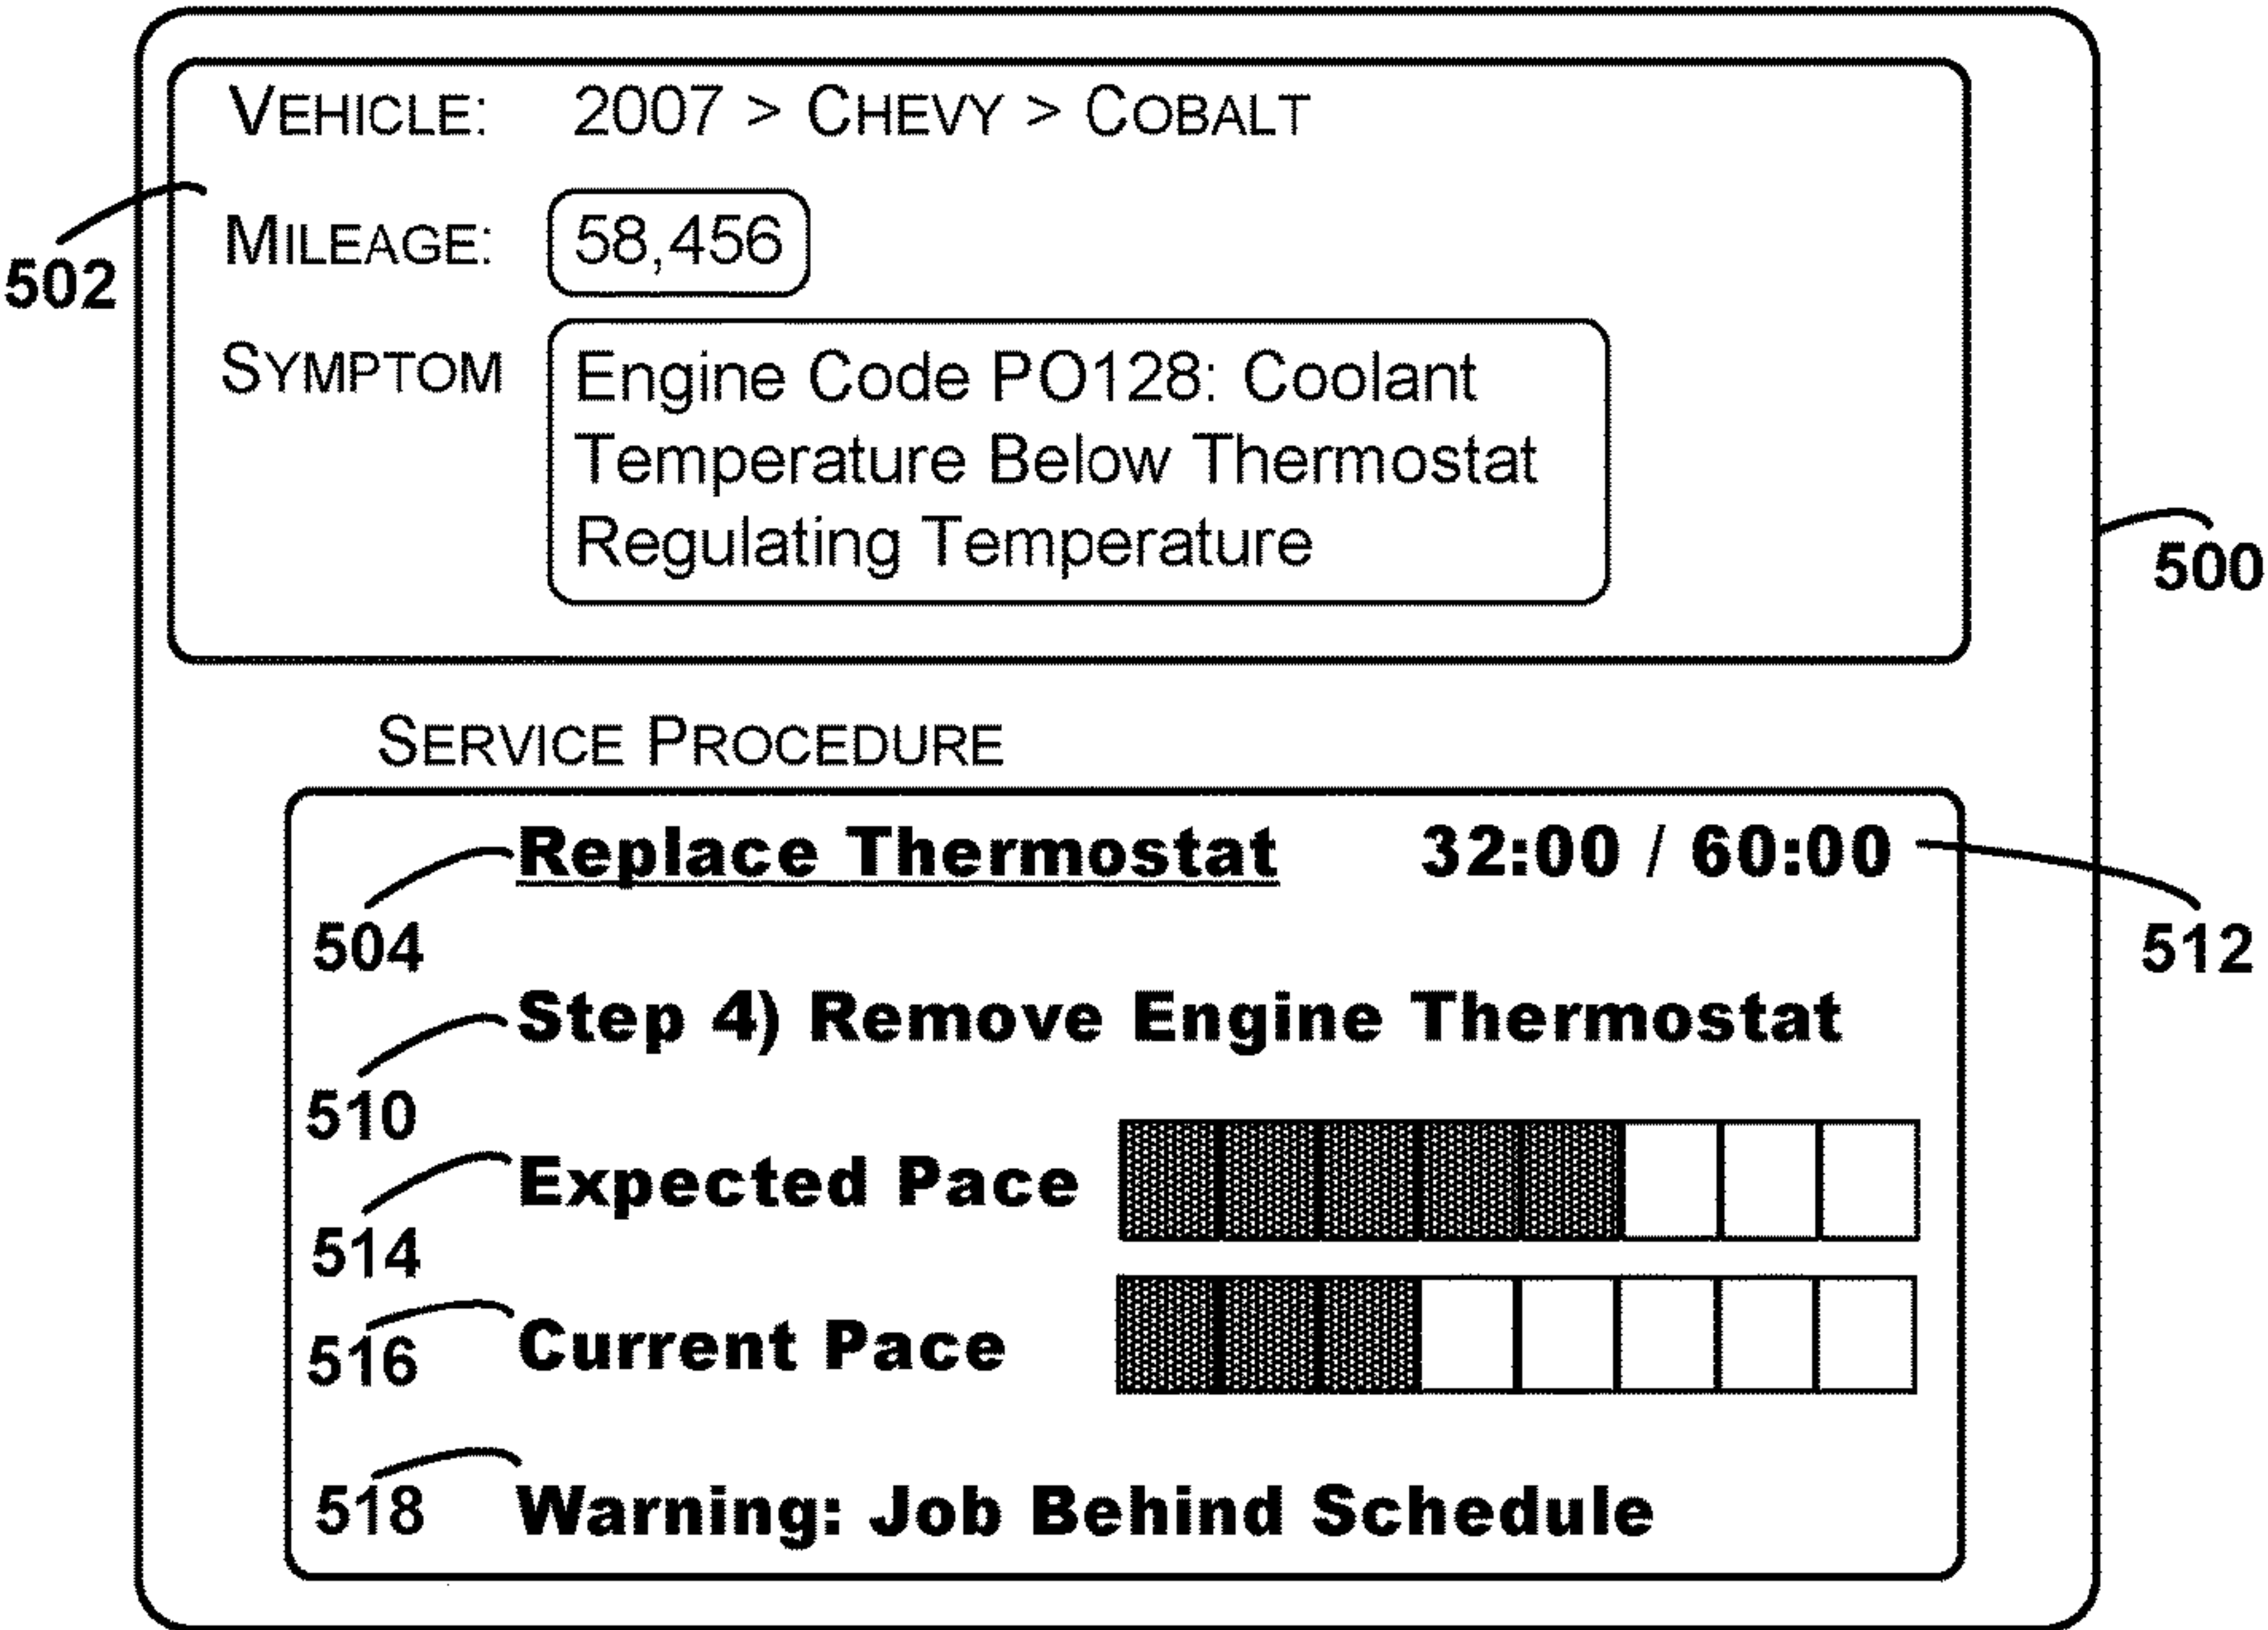 VEHICLE: 2007 > CHEVY > COBALT
502
MILEAGE: 58,456
SYMPTOM Engine Code PO128: Coolant
Temperature Below Thermostat
Regulating Temperature
500
SERVICE PROCEDURE
Replace Thermostat 32:00 / 60:00
504
512
Step 4) Remove Engine Thermostat
510
Expected Pace
514
Current Pace
516
Warning: Job Behind Schedule
518